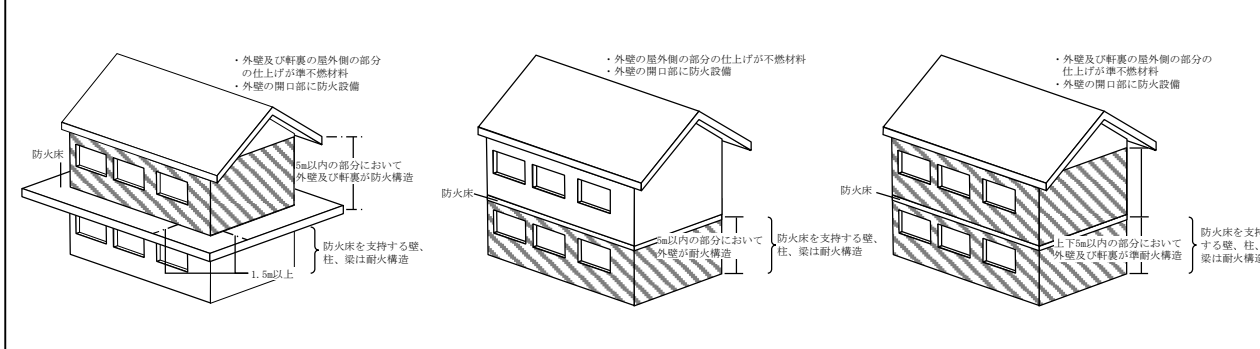 ・外壁及び軒裏の屋外側の部分
の仕上げが準不燃材料
・外壁の開口部に防火設備
防火床
5m以内の部分において
外壁及び軒裏が防火構造
防火床を支持する壁、
柱、梁は耐火構造
1.5m以上
・外壁の屋外側の部分の仕上げが不燃材料
・外壁の開口部に防火設備
防火床
5m以内の部分において
外壁が耐火構造
防火床を支持する壁、
柱、梁は耐火構造
・外壁及び軒裏の屋外側の部分の
仕上げが準不燃材料
・外壁の開口部に防火設備
防火床
上下5m以内の部分において
外壁及び軒裏が準耐火構造
防火床を支持
する壁、柱、
梁は耐火構造